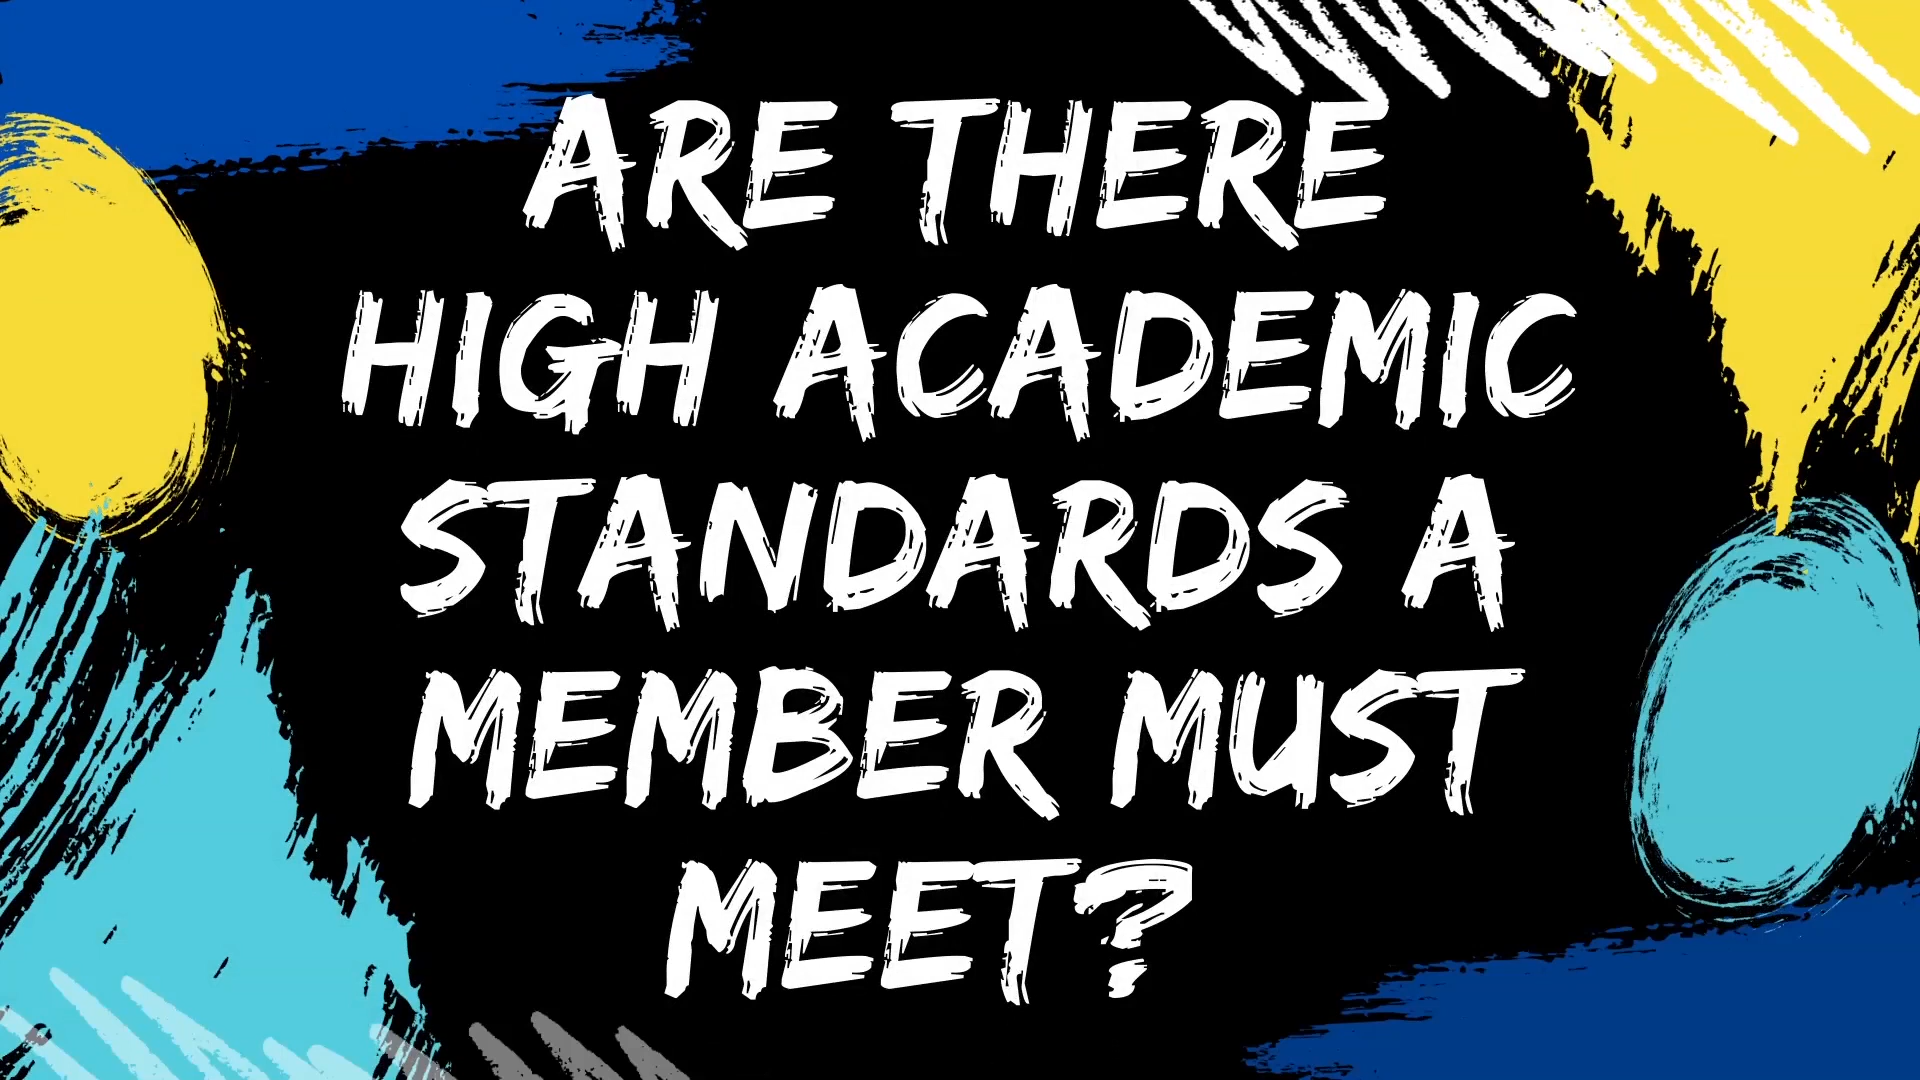 ARE THERE
HIGH ACADEMIC
STANDARDS A
MEMBER MUST
MEET?